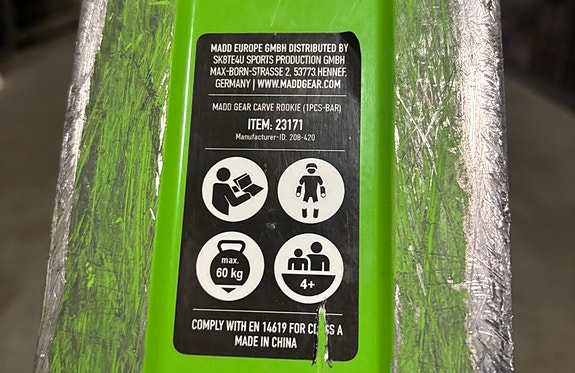 MADD EUROPE GMBH DISTRIBUTED BY
SK8TE4U SPORTS PRODUCTION GMBH
MAX-BORN-STRASSE 2, 53773 HENNEF,
GERMANY | WWW.MADDGEAR.COM
MADD GEAR CARVE ROOKIE (1PCS-BAR)
ITEM: 23171
Manufacturer-ID: 208-420
max.
60 kg
4+
COMPLY WITH EN 14619 FOR CLASS A
MADE IN CHINA